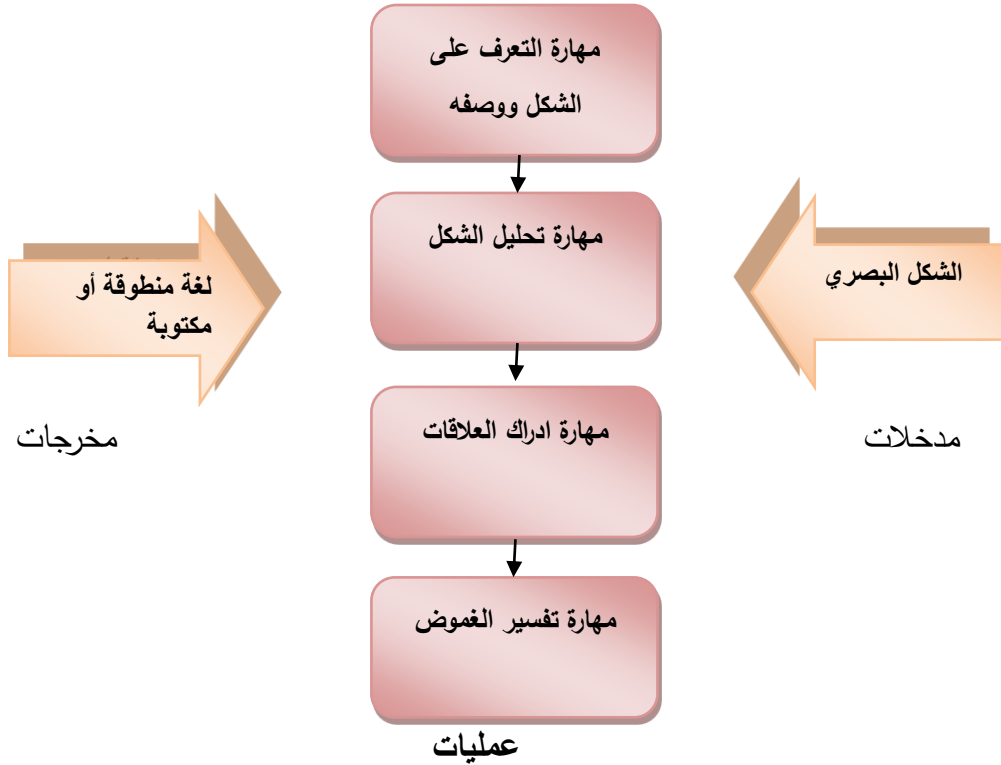 مهارة التعرف على
الشكل ووصفه
مهارة تحليل الشكل
الشكل البصري
لغة منطوقة أو
مكتوبة
مهارة ادراك العلاقات
مدخلات
مخرجات
مهارة تفسير الغموض
عمليات